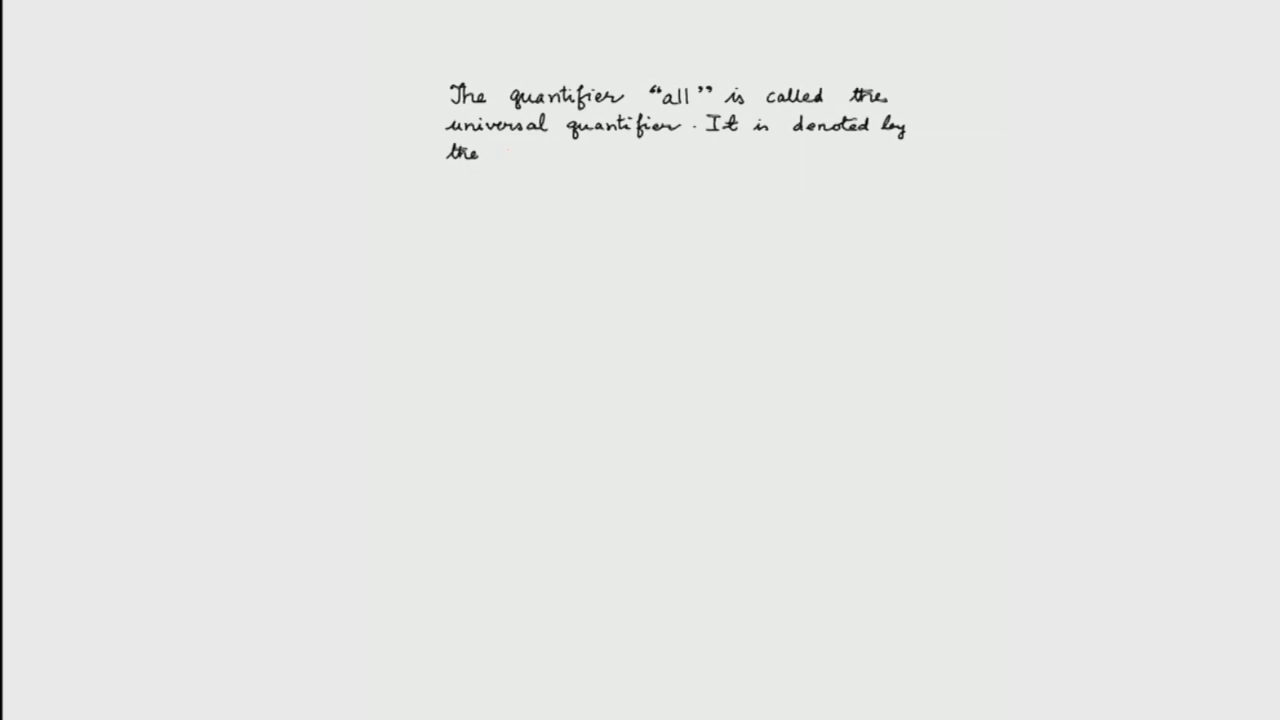 The quantifier “all” is called the
universal quantifier. It is denoted by
the